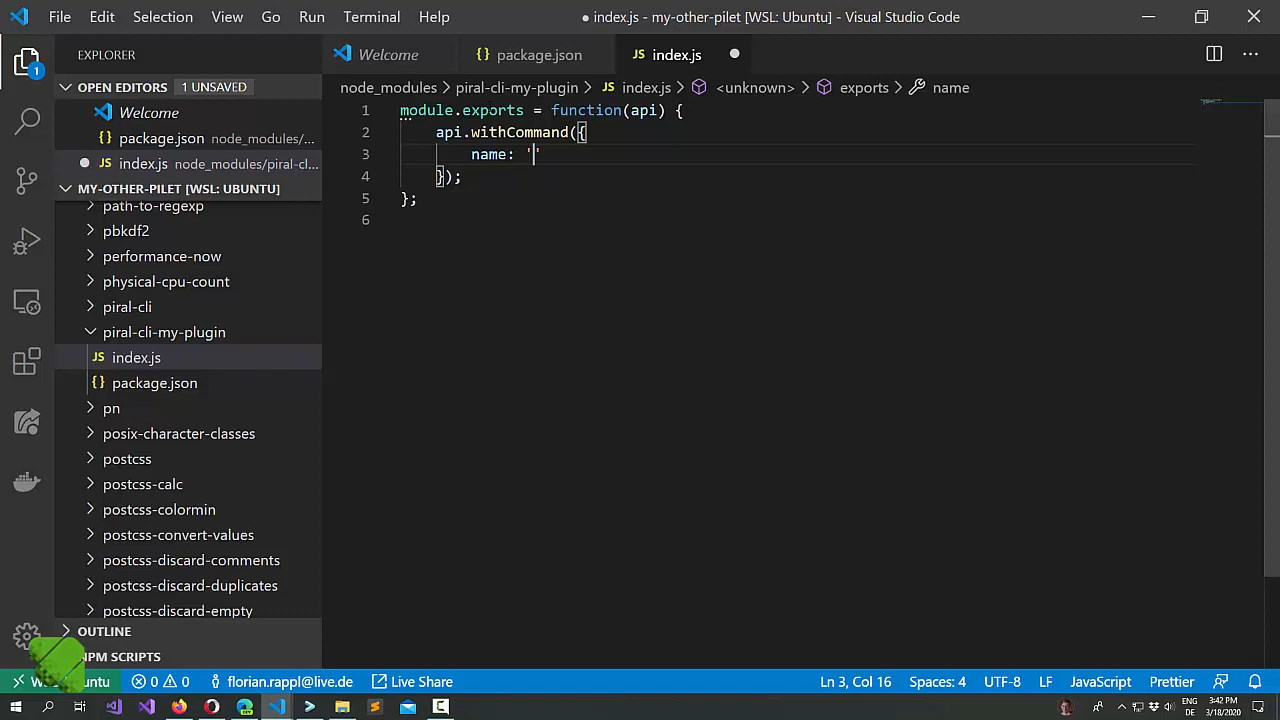 File Edit Selection View Go Run Terminal Help
● index.js - my-other-pilet [WSL: Ubuntu] - Visual Studio Code
EXPLORER
OPEN EDITORS 1 UNSAVED
Welcome
{} package.json node_modules/...
● JS index.js node_modules/piral-cl...
MY-OTHER-PILET [WSL: UBUNTU]
path-to-regexp
pbkdf2
performance-now
physical-cpu-count
piral-cli
piral-cli-my-plugin
JS index.js
{} package.json
pn
posix-character-classes
postcss
postcss-calc
postcss-colormin
postcss-convert-values
postcss-discard-comments
postcss-discard-duplicates
postcss-discard-empty
OUTLINE
NPM SCRIPTS
1
Welcome
{} package.json
JS index.js ●
node_modules > piral-cli-my-plugin > JS index.js > <unknown> > exports > name
1 module.exports = function(api) {
2 api.withCommand({
3 name: ''
4 });
5 };
6
0 0 florian.rappl@live.de Live Share
Ln 3, Col 16 Spaces: 4 UTF-8 LF JavaScript Prettier
ENG
DE
3:42 PM
3/18/2020